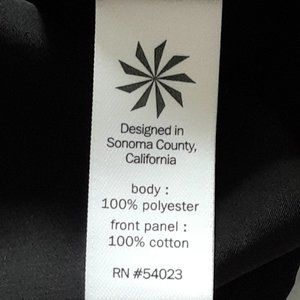 Designed in
Sonoma County,
California
body :
100% polyester
front panel :
100% cotton
RN #54023